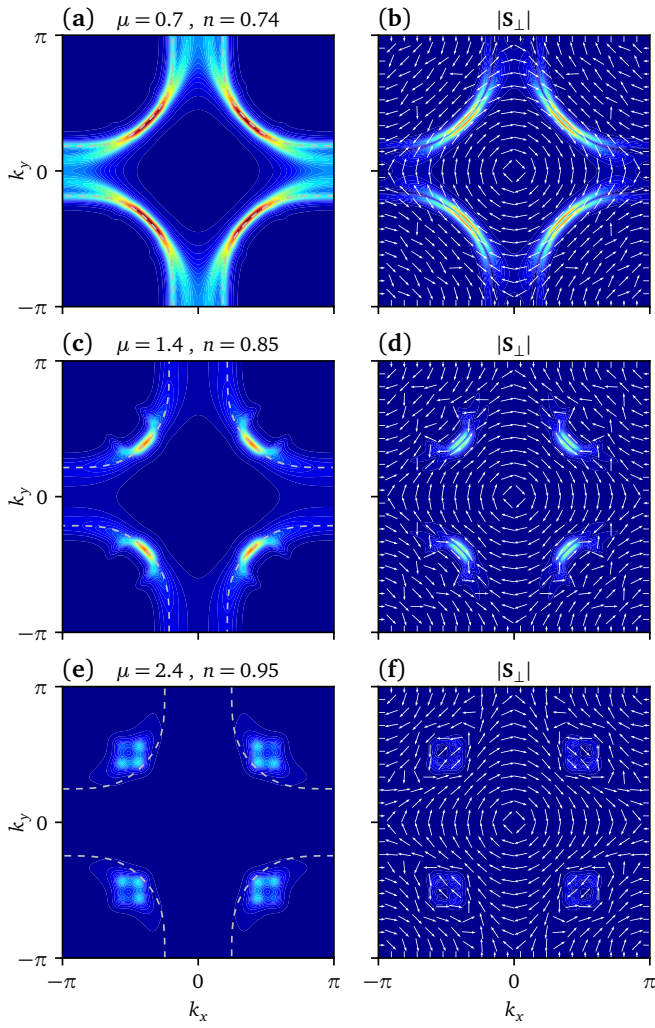 (a) μ = 0.7 , n = 0.74
(b) |S⊥|
π
k_y
0
−π
(c) μ = 1.4 , n = 0.85
(d) |S⊥|
π
k_y
0
−π
(e) μ = 2.4 , n = 0.95
(f) |S⊥|
π
k_y
0
−π
−π 0 π
−π 0 π
k_x
k_x